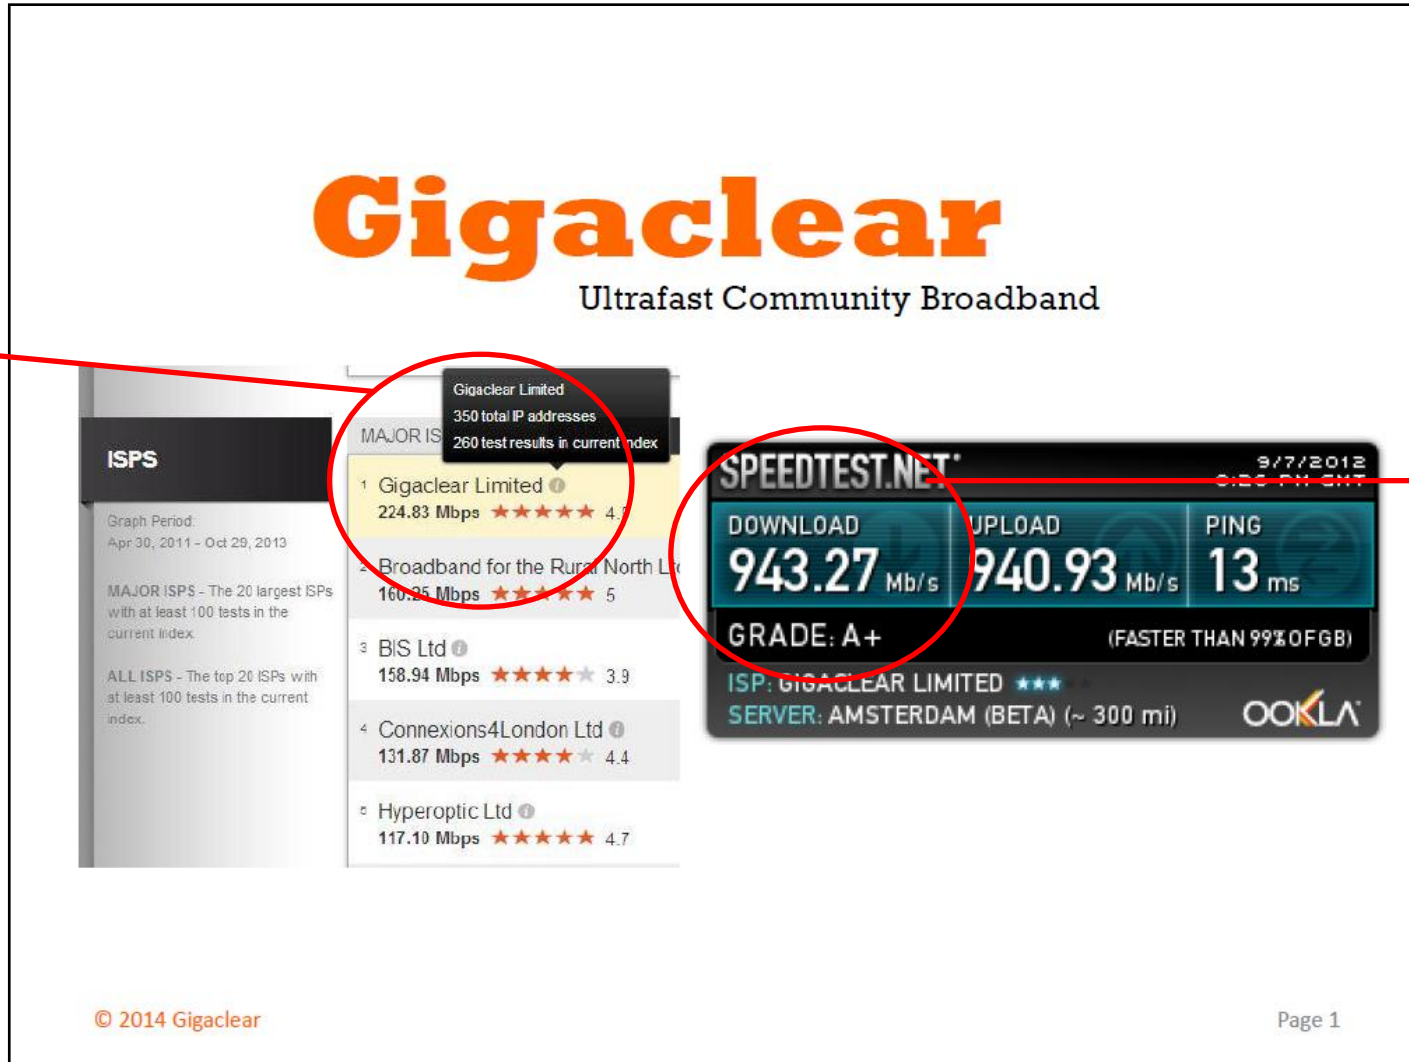 Gigaclear
Ultrafast Community Broadband
Gigaclear Limited
350 total IP addresses
260 test results in current index
ISPS
Graph Period:
Apr 30, 2011 - Oct 29, 2013
MAJOR ISPS - The 20 largest ISPs
with at least 100 tests in the
current index.
ALL ISPS - The top 20 ISPs with
at least 100 tests in the current
index.
MAJOR IS
1 Gigaclear Limited
224.83 Mbps
2 Broadband for the Rural North
160.25 Mbps 5
3 BIS Ltd
158.94 Mbps 3.9
4 Connexions4London Ltd
131.87 Mbps 4.4
5 Hyperoptic Ltd
117.10 Mbps 4.7
SPEEDTEST.NET
9/7/2012
PM GMT
DOWNLOAD
943.27 Mb/s
UPLOAD
940.93 Mb/s
PING
13 ms
GRADE: A+
(FASTER THAN 99% OF GB)
ISP: GIGACLEAR LIMITED
SERVER: AMSTERDAM (BETA) (~ 300 mi)
OOKLA
© 2014 Gigaclear
Page 1